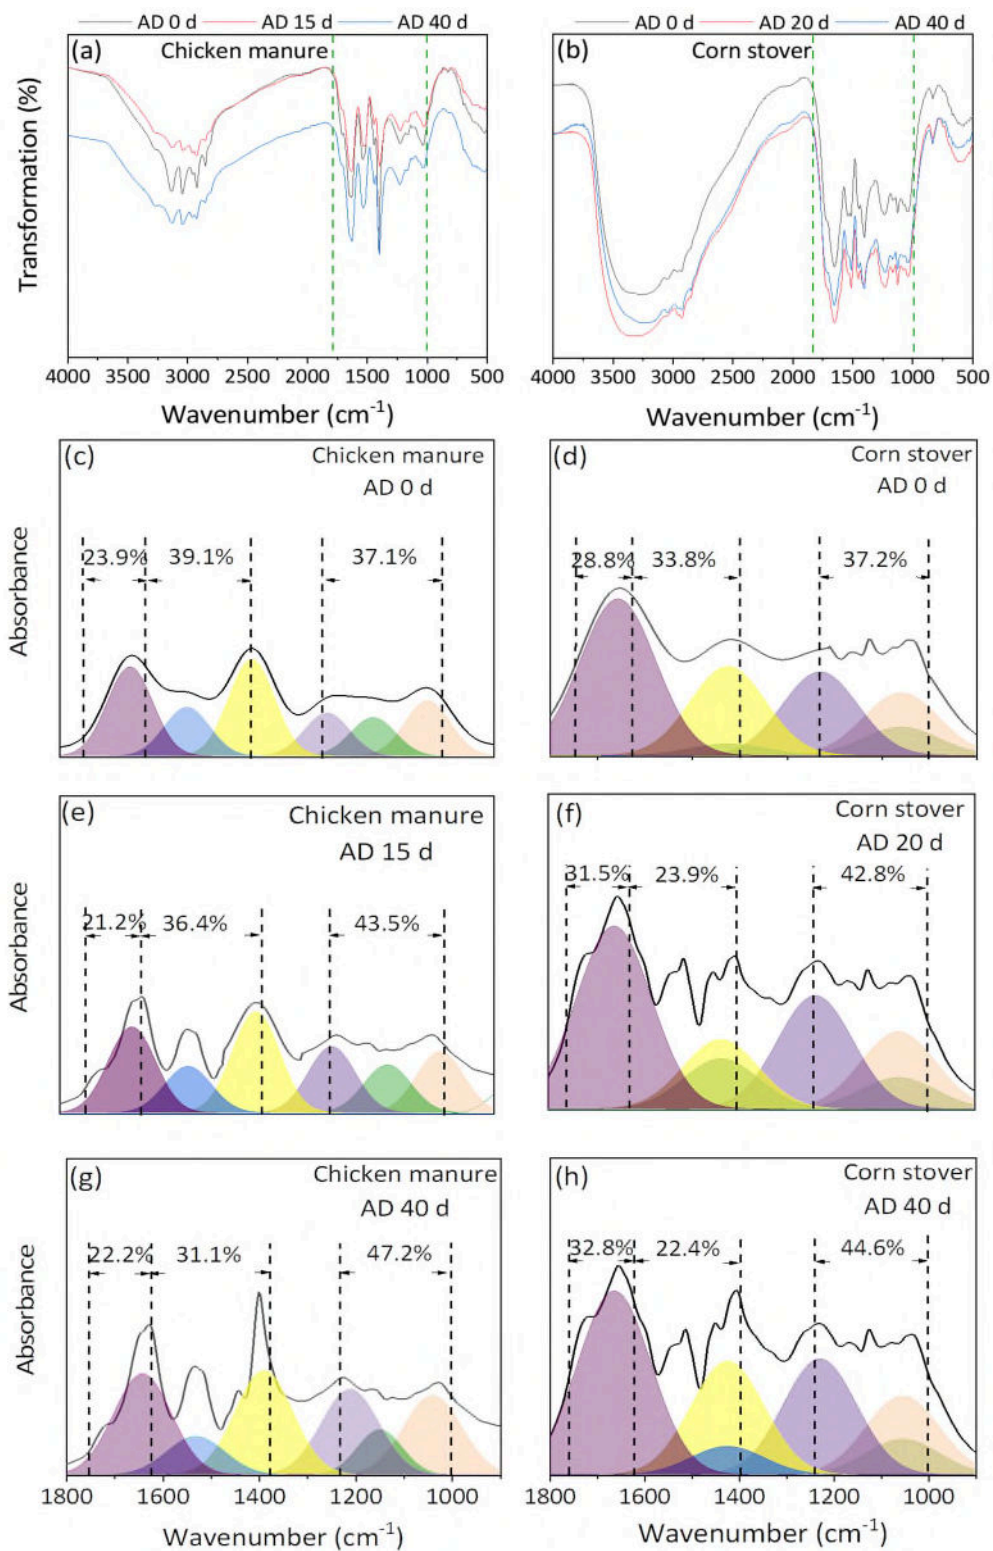 AD 0 d AD 15 d AD 40 d
(a) Chicken manure
Transformation (%)
4000 3500 3000 2500 2000 1500 1000 500
Wavenumber (cm-1)
AD 0 d AD 20 d AD 40 d
(b) Corn stover
4000 3500 3000 2500 2000 1500 1000 500
Wavenumber (cm-1)
(c) Chicken manure
AD 0 d
23.9% 39.1% 37.1%
Absorbance
(d) Corn stover
AD 0 d
28.8% 33.8% 37.2%
(e) Chicken manure
AD 15 d
21.2% 36.4% 43.5%
Absorbance
(f) Corn stover
AD 20 d
31.5% 23.9% 42.8%
(g) Chicken manure
AD 40 d
22.2% 31.1% 47.2%
Absorbance
1800 1600 1400 1200 1000
Wavenumber (cm-1)
(h) Corn stover
AD 40 d
32.8% 22.4% 44.6%
1800 1600 1400 1200 1000
Wavenumber (cm-1)